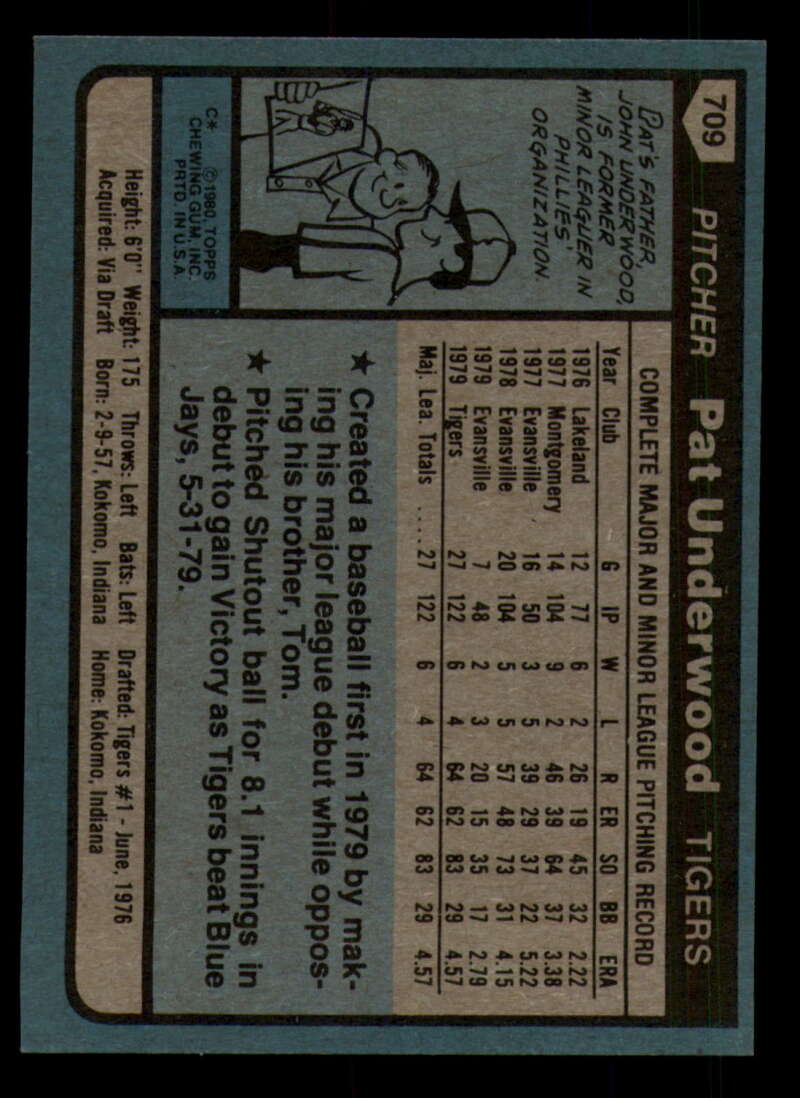 709 PITCHER Pat Underwood TIGERS
PAT'S FATHER,
JOHN UNDERWOOD,
IS FORMER
MINOR LEAGUER IN
PHILLIES'
ORGANIZATION.
C* ©1980, TOPPS
CHEWING GUM, INC.
PRTD. IN U.S.A.
COMPLETE MAJOR AND MINOR LEAGUE PITCHING RECORD
Year Club G IP W L R ER SO BB ERA
1976 Lakeland 12 77 6 2 26 19 45 32 2.22
1977 Montgomery 14 104 9 2 46 39 64 37 3.38
1977 Evansville 16 50 3 5 39 29 37 22 5.22
1978 Evansville 20 104 5 5 57 48 73 31 4.15
1979 Evansville 7 48 2 3 20 15 35 17 2.79
1979 Tigers 27 122 6 4 64 62 83 29 4.57
Maj. Lea. Totals .... 27 122 6 4 64 62 83 29 4.57
★ Created a baseball first in 1979 by mak-
ing his major league debut while oppos-
ing his brother, Tom.
★ Pitched Shutout ball for 8.1 innings in
debut to gain Victory as Tigers beat Blue
Jays, 5-31-79.
Height: 6'0" Weight: 175 Throws: Left Bats: Left Drafted: Tigers #1 - June, 1976
Acquired: Via Draft Born: 2-9-57, Kokomo, Indiana Home: Kokomo, Indiana